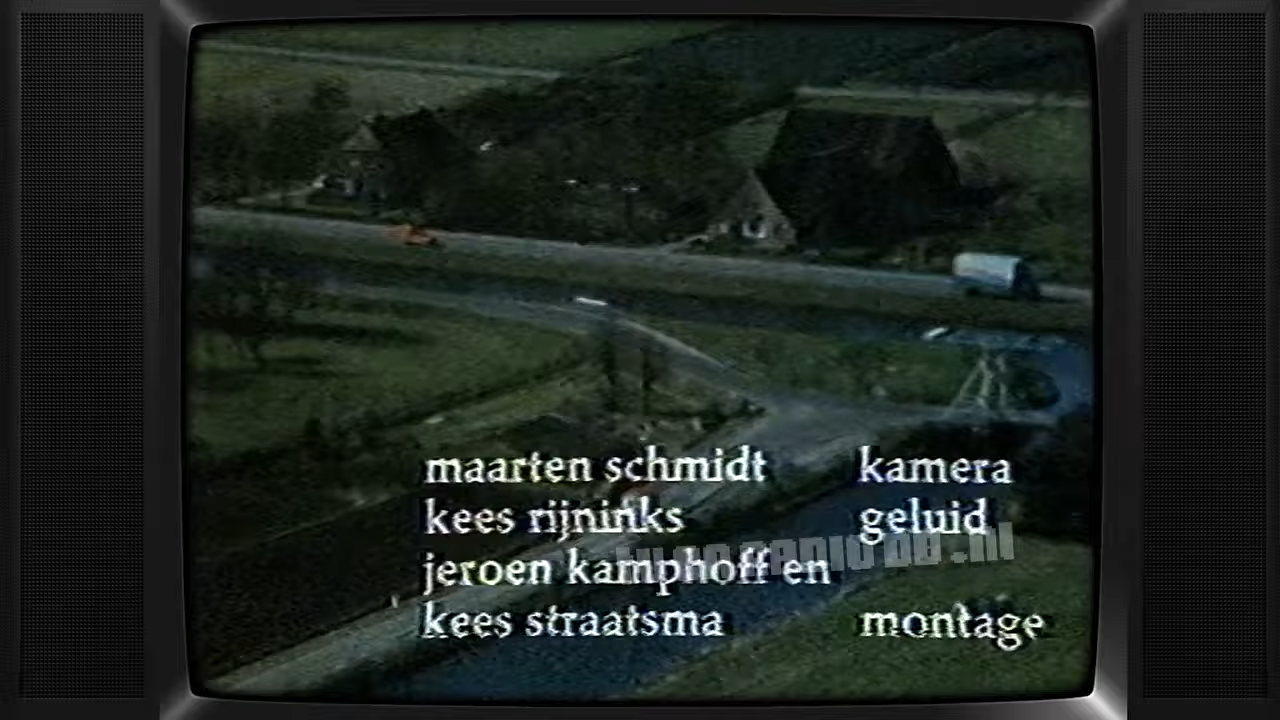 maarten schmidt kamera
kees rijninks geluid
jeroen kamphoff en
kees straatsma montage